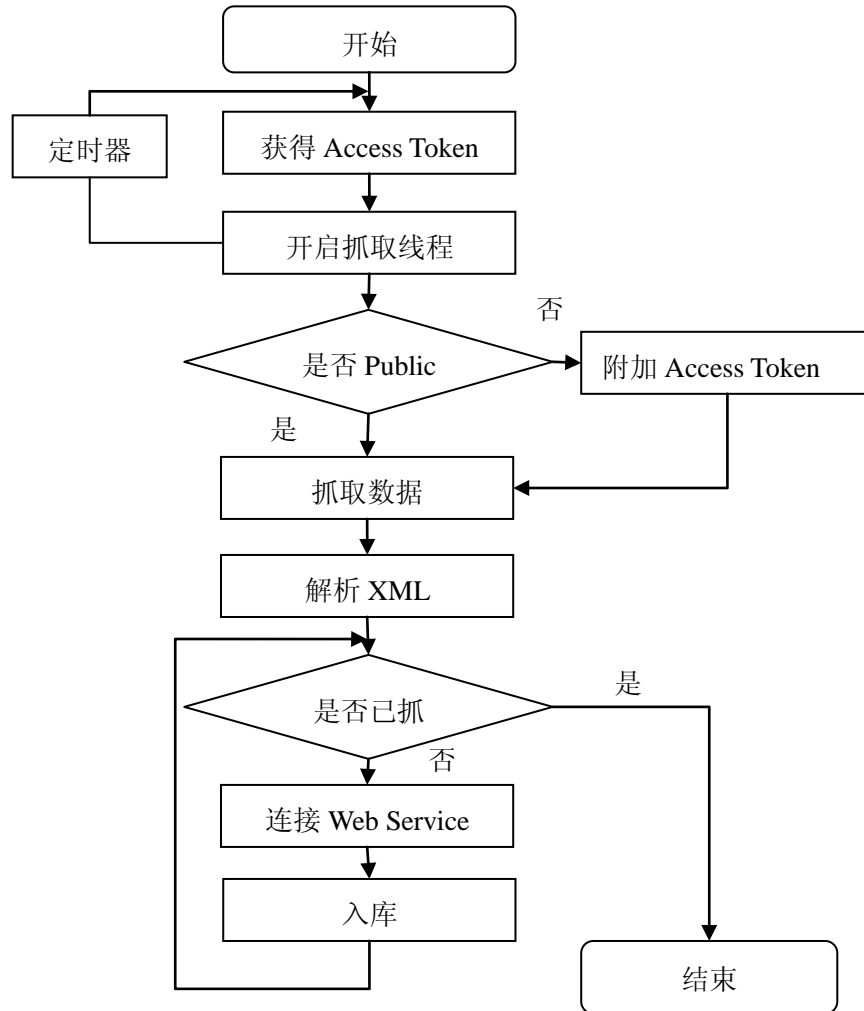 开始
定时器
获得 Access Token
开启抓取线程
否
是否 Public
附加 Access Token
是
抓取数据
解析 XML
是
是否已抓
否
连接 Web Service
入库
结束